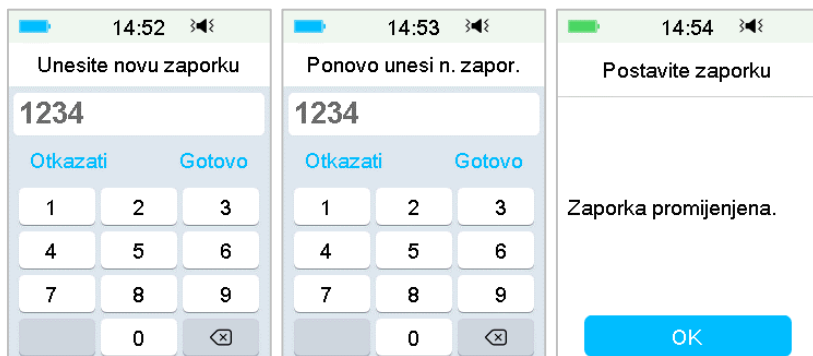 14:52
Unesite novu zaporku
1234
Otkazati Gotovo
1 2 3
4 5 6
7 8 9
0
14:53
Ponovo unesi n. zapor.
1234
Otkazati Gotovo
1 2 3
4 5 6
7 8 9
0
14:54
Postavite zaporku
Zaporka promijenjena.
OK